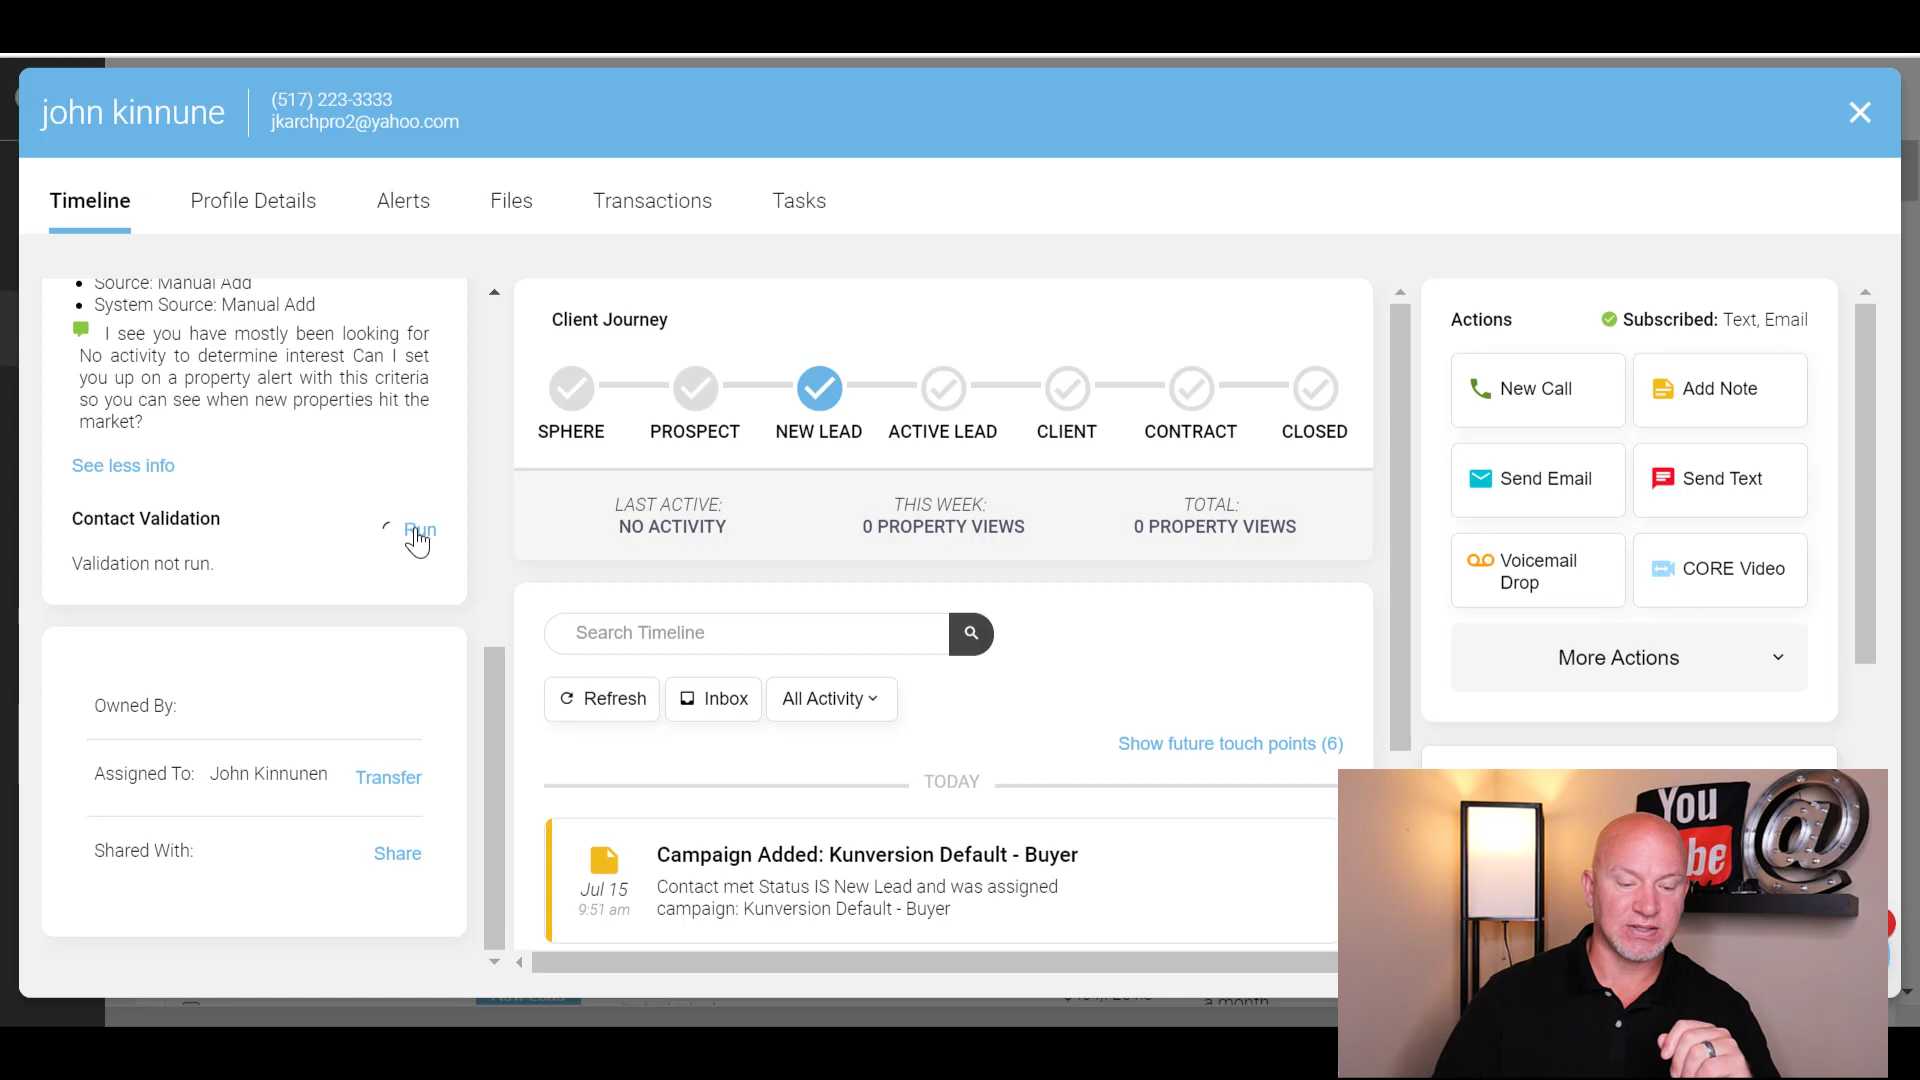 john kinnune
(517) 223-3333
jkarchpro2@yahoo.com
Timeline
Profile Details
Alerts
Files
Transactions
Tasks
Source: Manual Add
System Source: Manual Add
I see you have mostly been looking for
No activity to determine interest Can I set
you up on a property alert with this criteria
so you can see when new properties hit the
market?
See less info
Contact Validation
Run
Validation not run.
Owned By:
Assigned To: John Kinnunen Transfer
Shared With: Share
Client Journey
SPHERE
PROSPECT
NEW LEAD
ACTIVE LEAD
CLIENT
CONTRACT
CLOSED
LAST ACTIVE:
NO ACTIVITY
THIS WEEK:
0 PROPERTY VIEWS
TOTAL:
0 PROPERTY VIEWS
Search Timeline
Refresh
Inbox
All Activity
Show future touch points (6)
TODAY
Jul 15
9:51 am
Campaign Added: Kunversion Default - Buyer
Contact met Status IS New Lead and was assigned
campaign: Kunversion Default - Buyer
Actions
Subscribed: Text, Email
New Call
Add Note
Send Email
Send Text
Voicemail
Drop
CORE Video
More Actions
You
be
@
a month